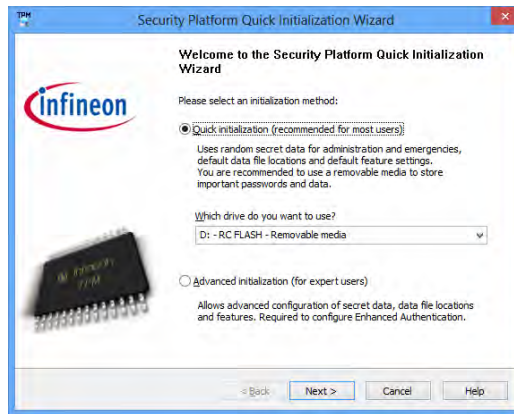 TPM
Security Platform Quick Initialization Wizard
Welcome to the Security Platform Quick Initialization
Wizard
infineon
Please select an initialization method:
Quick initialization (recommended for most users)
Uses random secret data for administration and emergencies,
default data file locations and default feature settings.
You are recommended to use a removable media to store
important passwords and data.
Which drive do you want to use?
D: - RC FLASH - Removable media
Infineon
TPM
Advanced initialization (for expert users)
Allows advanced configuration of secret data, data file locations
and features. Required to configure Enhanced Authentication.
< Back Next > Cancel Help